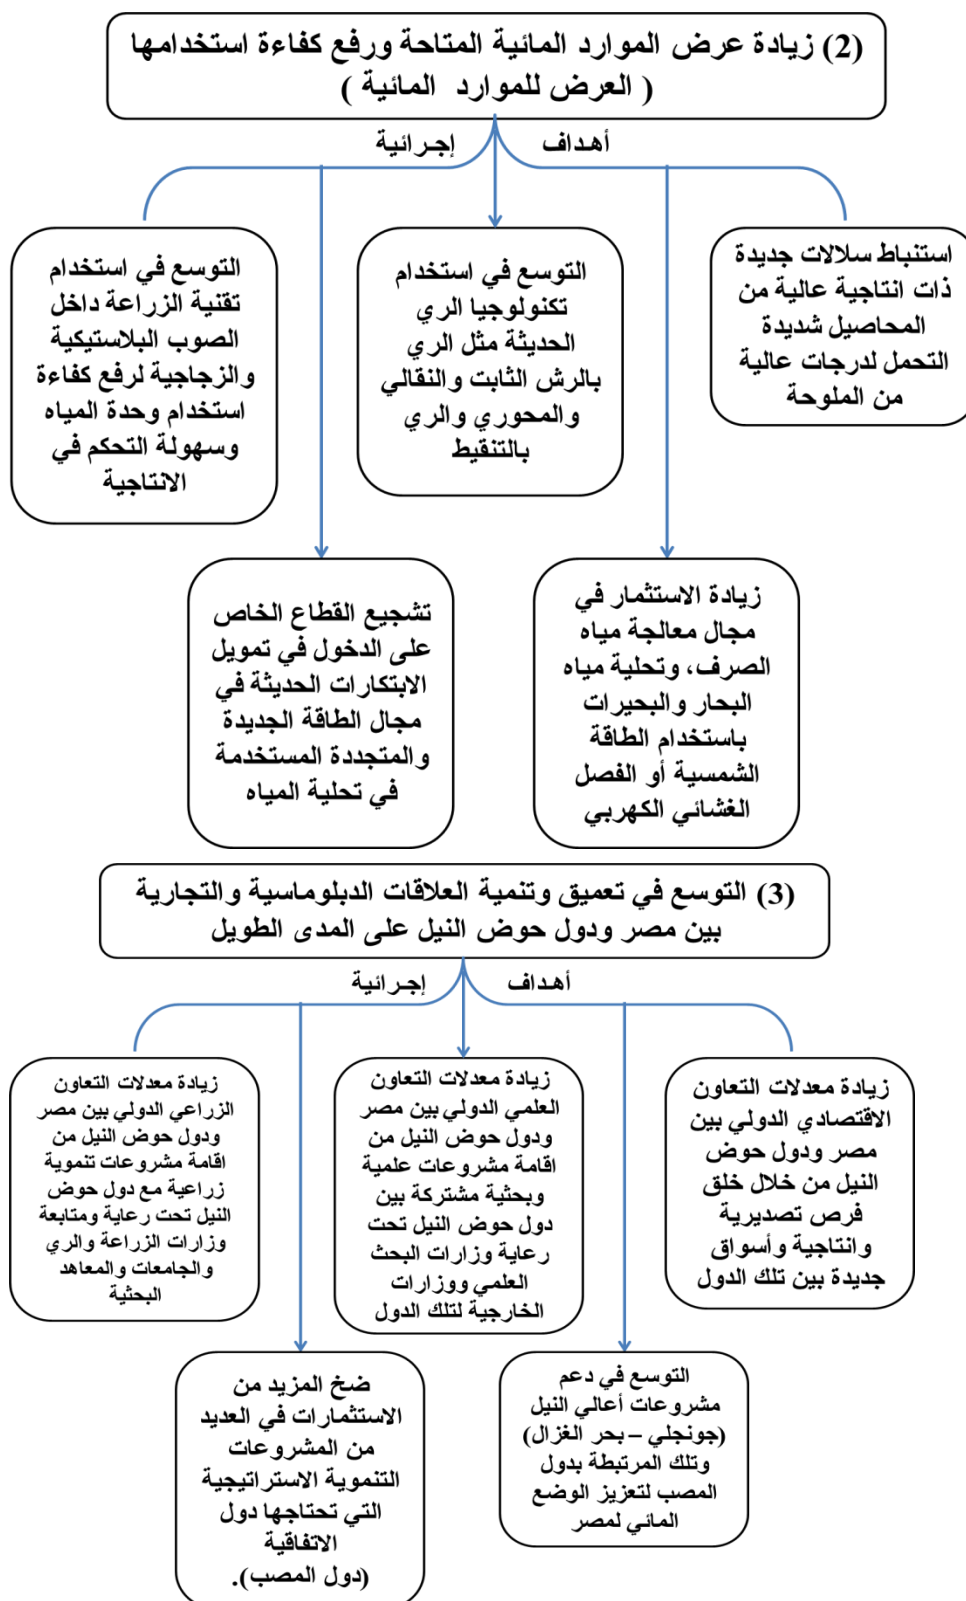 (2) زيادة عرض الموارد المائية المتاحة ورفع كفاءة استخدامها
( العرض للموارد المائية )
أهـداف إجـرائية
استنباط سلالات جديدة
ذات انتاجية عالية من
المحاصيل شديدة
التحمل لدرجات عالية
من الملوحة
التوسع في استخدام
تكنولوجيا الري
الحديثة مثل الري
بالرش الثابت والنقالي
والمحوري والري
بالتنقيط
التوسع في استخدام
تقنية الزراعة داخل
الصوب البلاستيكية
والزجاجية لرفع كفاءة
استخدام وحدة المياه
وسهولة التحكم في
الانتاجية
زيادة الاستثمار في
مجال معالجة مياه
الصرف، وتحلية مياه
البحار والبحيرات
باستخدام الطاقة
الشمسية أو الفصل
الغشائي الكهربي
تشجيع القطاع الخاص
على الدخول في تمويل
الابتكارات الحديثة في
مجال الطاقة الجديدة
والمتجددة المستخدمة
في تحلية المياه
(3) التوسع في تعميق وتنمية العلاقات الدبلوماسية والتجارية
بين مصر ودول حوض النيل على المدى الطويل
أهـداف إجـرائية
زيادة معدلات التعاون
الاقتصادي الدولي بين
مصر ودول حوض
النيل من خلال خلق
فرص تصديرية
وانتاجية وأسواق
جديدة بين تلك الدول
زيادة معدلات التعاون
العلمي الدولي بين مصر
ودول حوض النيل من
اقامة مشروعات علمية
وبحثية مشتركة بين
دول حوض النيل تحت
رعاية وزارات البحث
العلمي ووزارات
الخارجية لتلك الدول
زيادة معدلات التعاون
الزراعي الدولي بين مصر
ودول حوض النيل من
اقامة مشروعات تنموية
زراعية مع دول حوض
النيل تحت رعاية ومتابعة
وزارات الزراعة والري
والجامعات والمعاهد
البحثية
التوسع في دعم
مشروعات أعالي النيل
(جونجلي – بحر الغزال)
وتلك المرتبطة بدول
المصب لتعزيز الوضع
المائي لمصر
ضخ المزيد من
الاستثمارات في العديد
من المشروعات
التنموية الاستراتيجية
التي تحتاجها دول
الاتفاقية
(دول المصب).